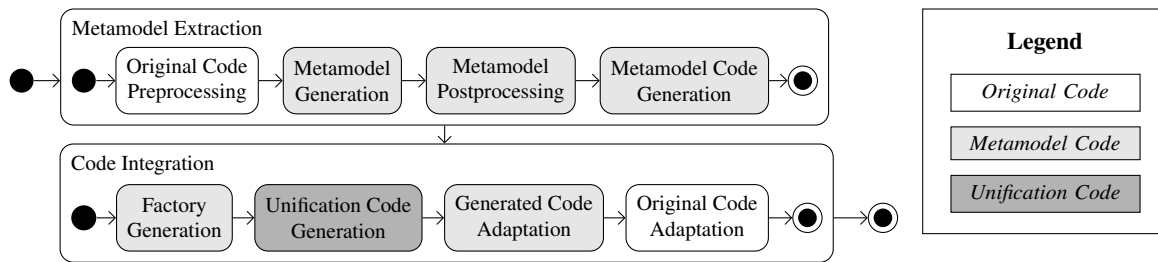 Metamodel Extraction
Original Code
Preprocessing
Metamodel
Generation
Metamodel
Postprocessing
Metamodel Code
Generation
Code Integration
Factory
Generation
Unification Code
Generation
Generated Code
Adaptation
Original Code
Adaptation
Legend
Original Code
Metamodel Code
Unification Code